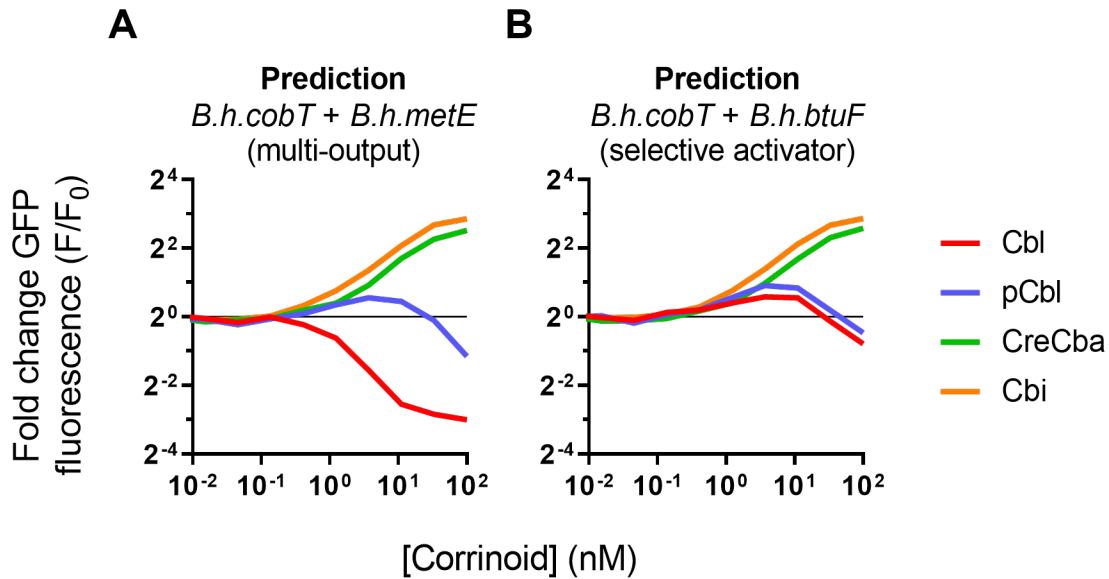 A
Prediction
B.h.cobT + B.h.metE
(multi-output)
Fold change GFP
fluorescence (F/F₀)
2⁴
2²
2⁰
2⁻²
2⁻⁴
10⁻² 10⁻¹ 10⁰ 10¹ 10²
B
Prediction
B.h.cobT + B.h.btuF
(selective activator)
2⁴
2²
2⁰
2⁻²
2⁻⁴
10⁻² 10⁻¹ 10⁰ 10¹ 10²
[Corrinoid] (nM)
Cbl
pCbl
CreCba
Cbi